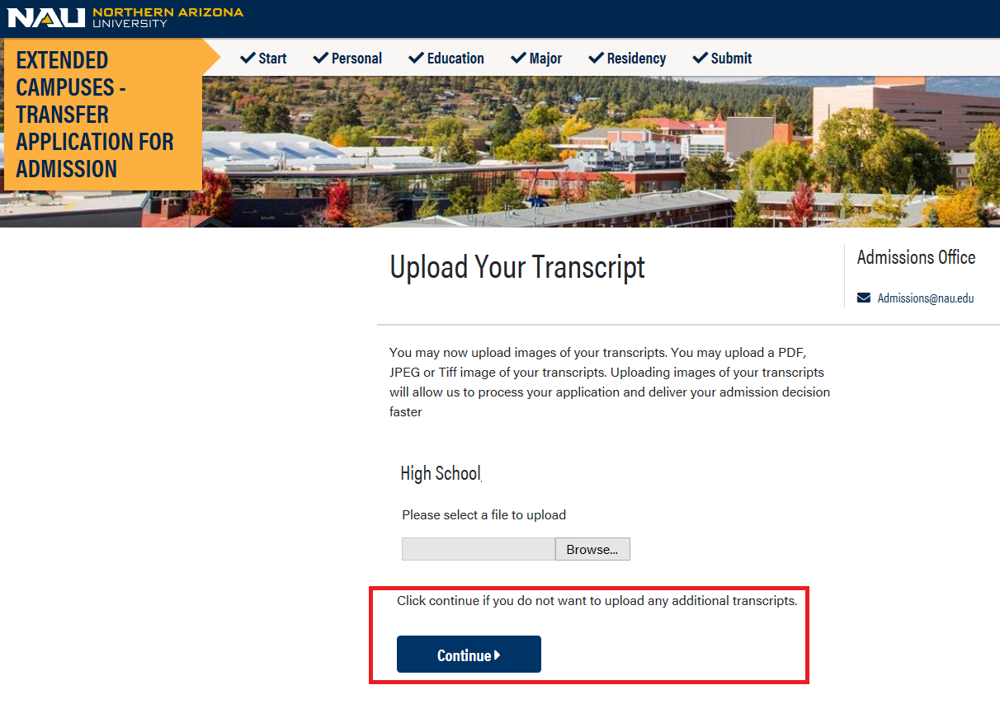 NAU NORTHERN ARIZONA
UNIVERSITY
EXTENDED
CAMPUSES -
TRANSFER
APPLICATION FOR
ADMISSION
Start Personal Education Major Residency Submit
Upload Your Transcript
Admissions Office
Admissions@nau.edu
You may now upload images of your transcripts. You may upload a PDF,
JPEG or Tiff image of your transcripts. Uploading images of your transcripts
will allow us to process your application and deliver your admission decision
faster
High School,
Please select a file to upload
Browse...
Click continue if you do not want to upload any additional transcripts.
Continue